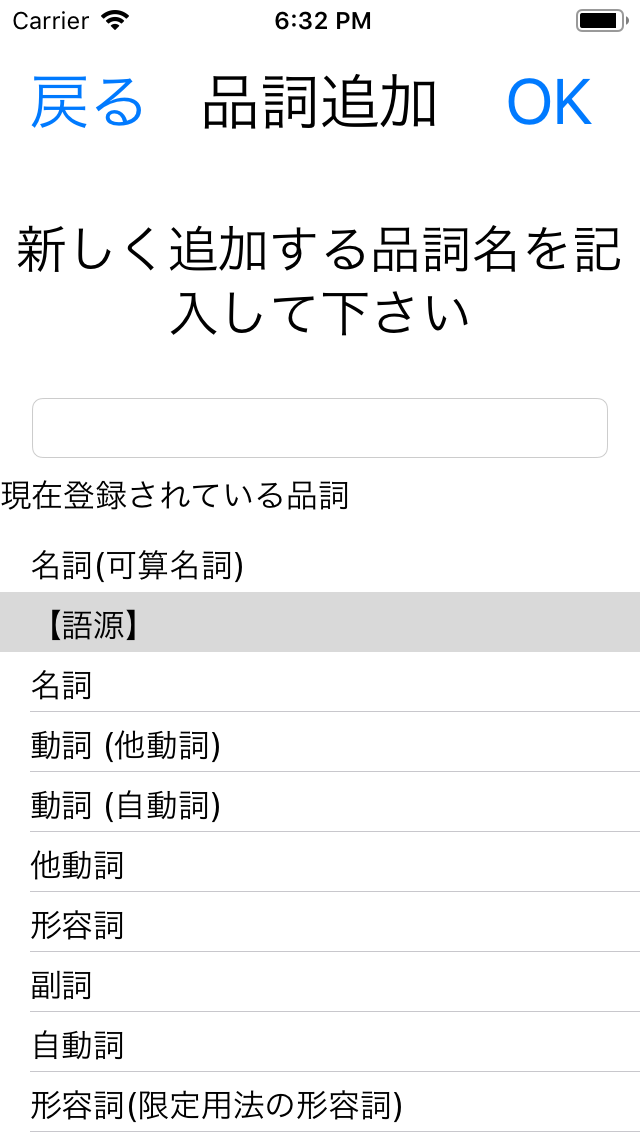 Carrier 6:32 PM
戻る 品詞追加 OK
新しく追加する品詞名を記
入して下さい
現在登録されている品詞
名詞(可算名詞)
【語源】
名詞
動詞 (他動詞)
動詞 (自動詞)
他動詞
形容詞
副詞
自動詞
形容詞(限定用法の形容詞)